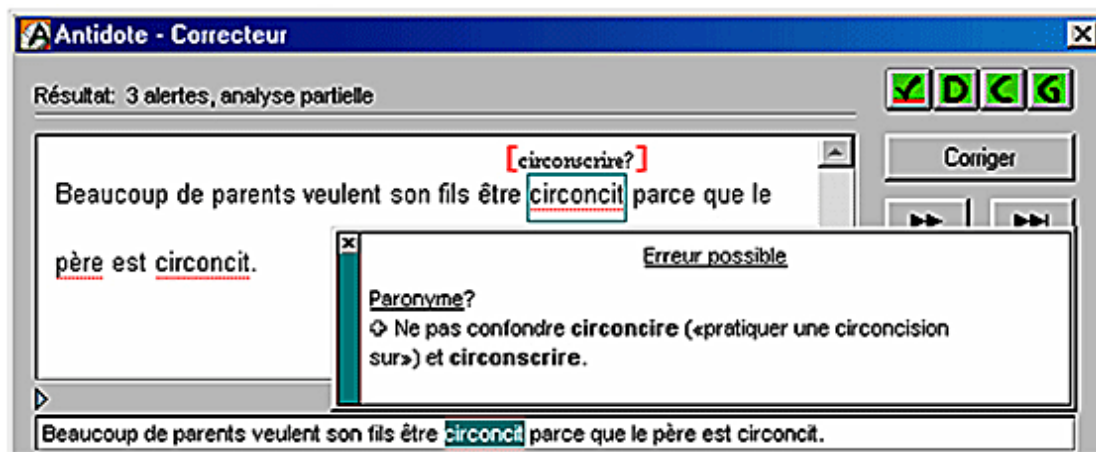 Antidote - Correcteur
Résultat: 3 alertes, analyse partielle
D C G
[circonscrire?]
Corriger
Beaucoup de parents veulent son fils être circoncit parce que le
père est circoncit.
Erreur possible
Paronyme?
Ne pas confondre circoncire («pratiquer une circoncision
sur») et circonscrire.
Beaucoup de parents veulent son fils être circoncit parce que le père est circoncit.